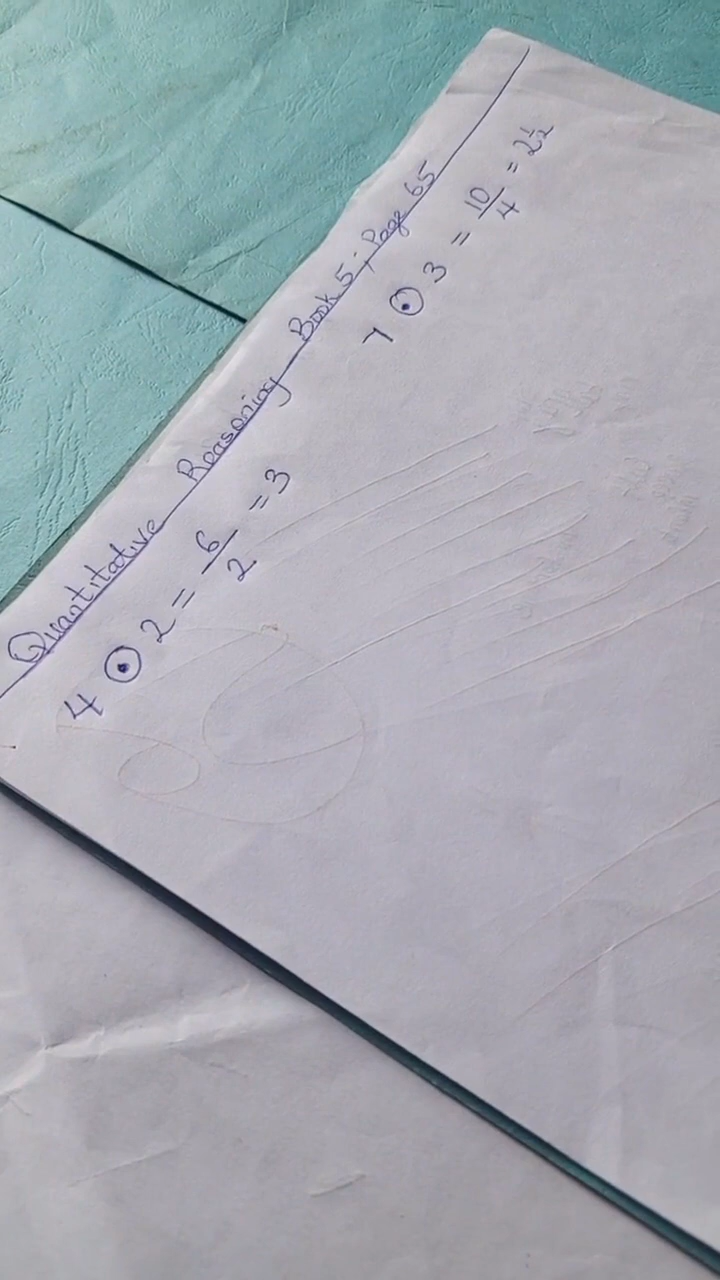 Quantitative Reasoning - Book 5; Page 65
4 ⊙ 2 = 6/2 = 3
7 ⊙ 3 = 10/4 = 2½